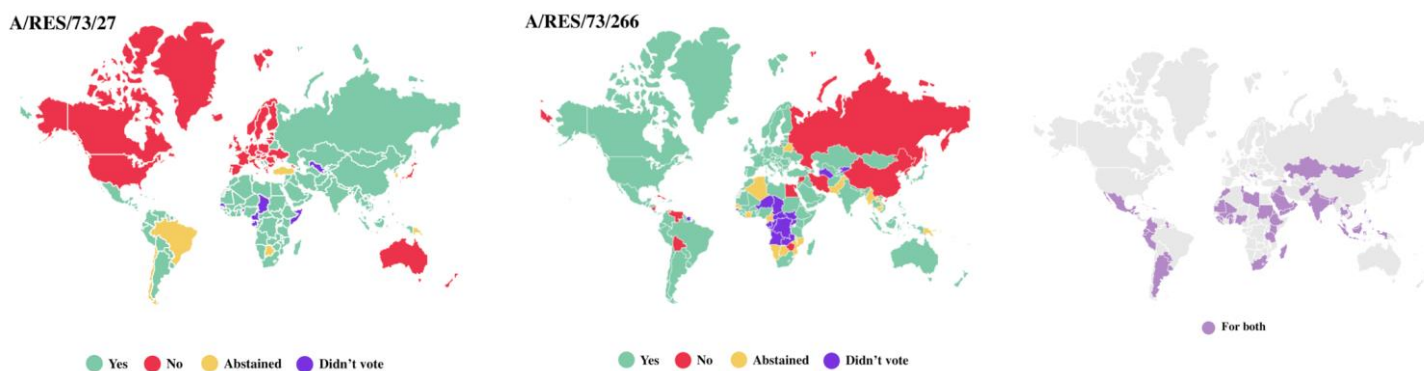 A/RES/73/27
A/RES/73/266
For both
Yes No Abstained Didn't vote
Yes No Abstained Didn't vote